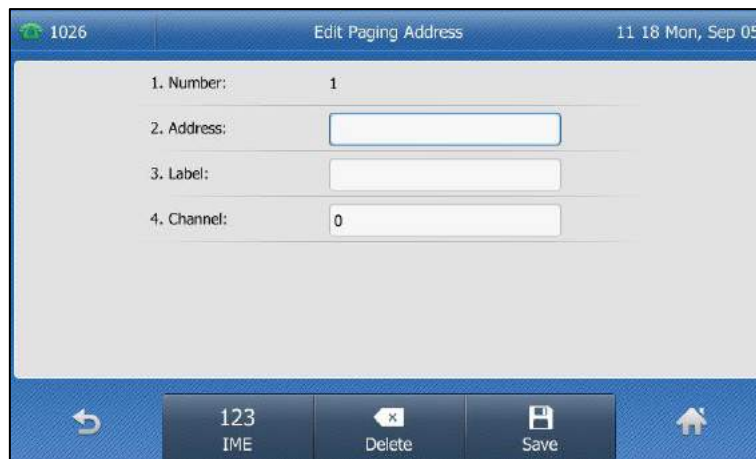 1026 Edit Paging Address 11 18 Mon, Sep 05
1. Number: 1
2. Address:
3. Label:
4. Channel: 0
123 IME Delete Save